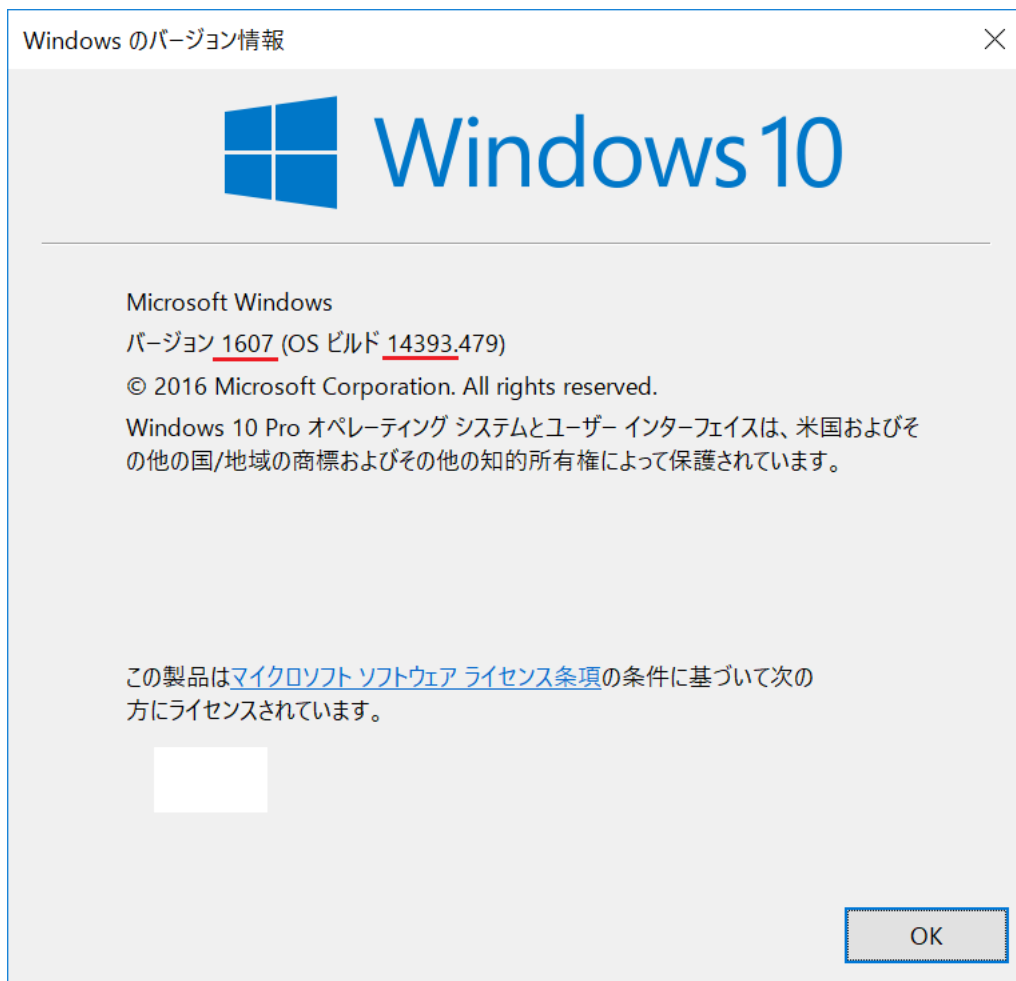 Windows のバージョン情報
Windows 10
Microsoft Windows
バージョン 1607 (OS ビルド 14393.479)
© 2016 Microsoft Corporation. All rights reserved.
Windows 10 Pro オペレーティング システムとユーザー インターフェイスは、米国およびそ
の他の国/地域の商標およびその他の知的所有権によって保護されています。
この製品はマイクロソフト ソフトウェア ライセンス条項の条件に基づいて次の
方にライセンスされています。
OK